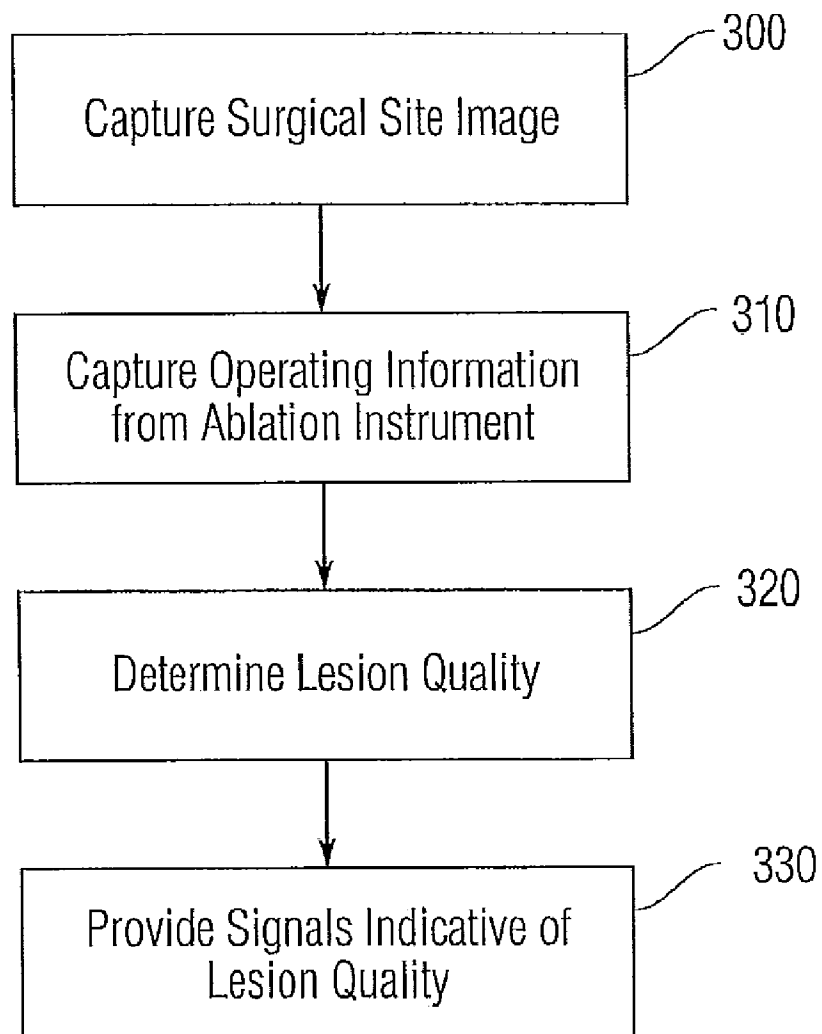 300
Capture Surgical Site Image
310
Capture Operating Information
from Ablation Instrument
320
Determine Lesion Quality
330
Provide Signals Indicative of
Lesion Quality